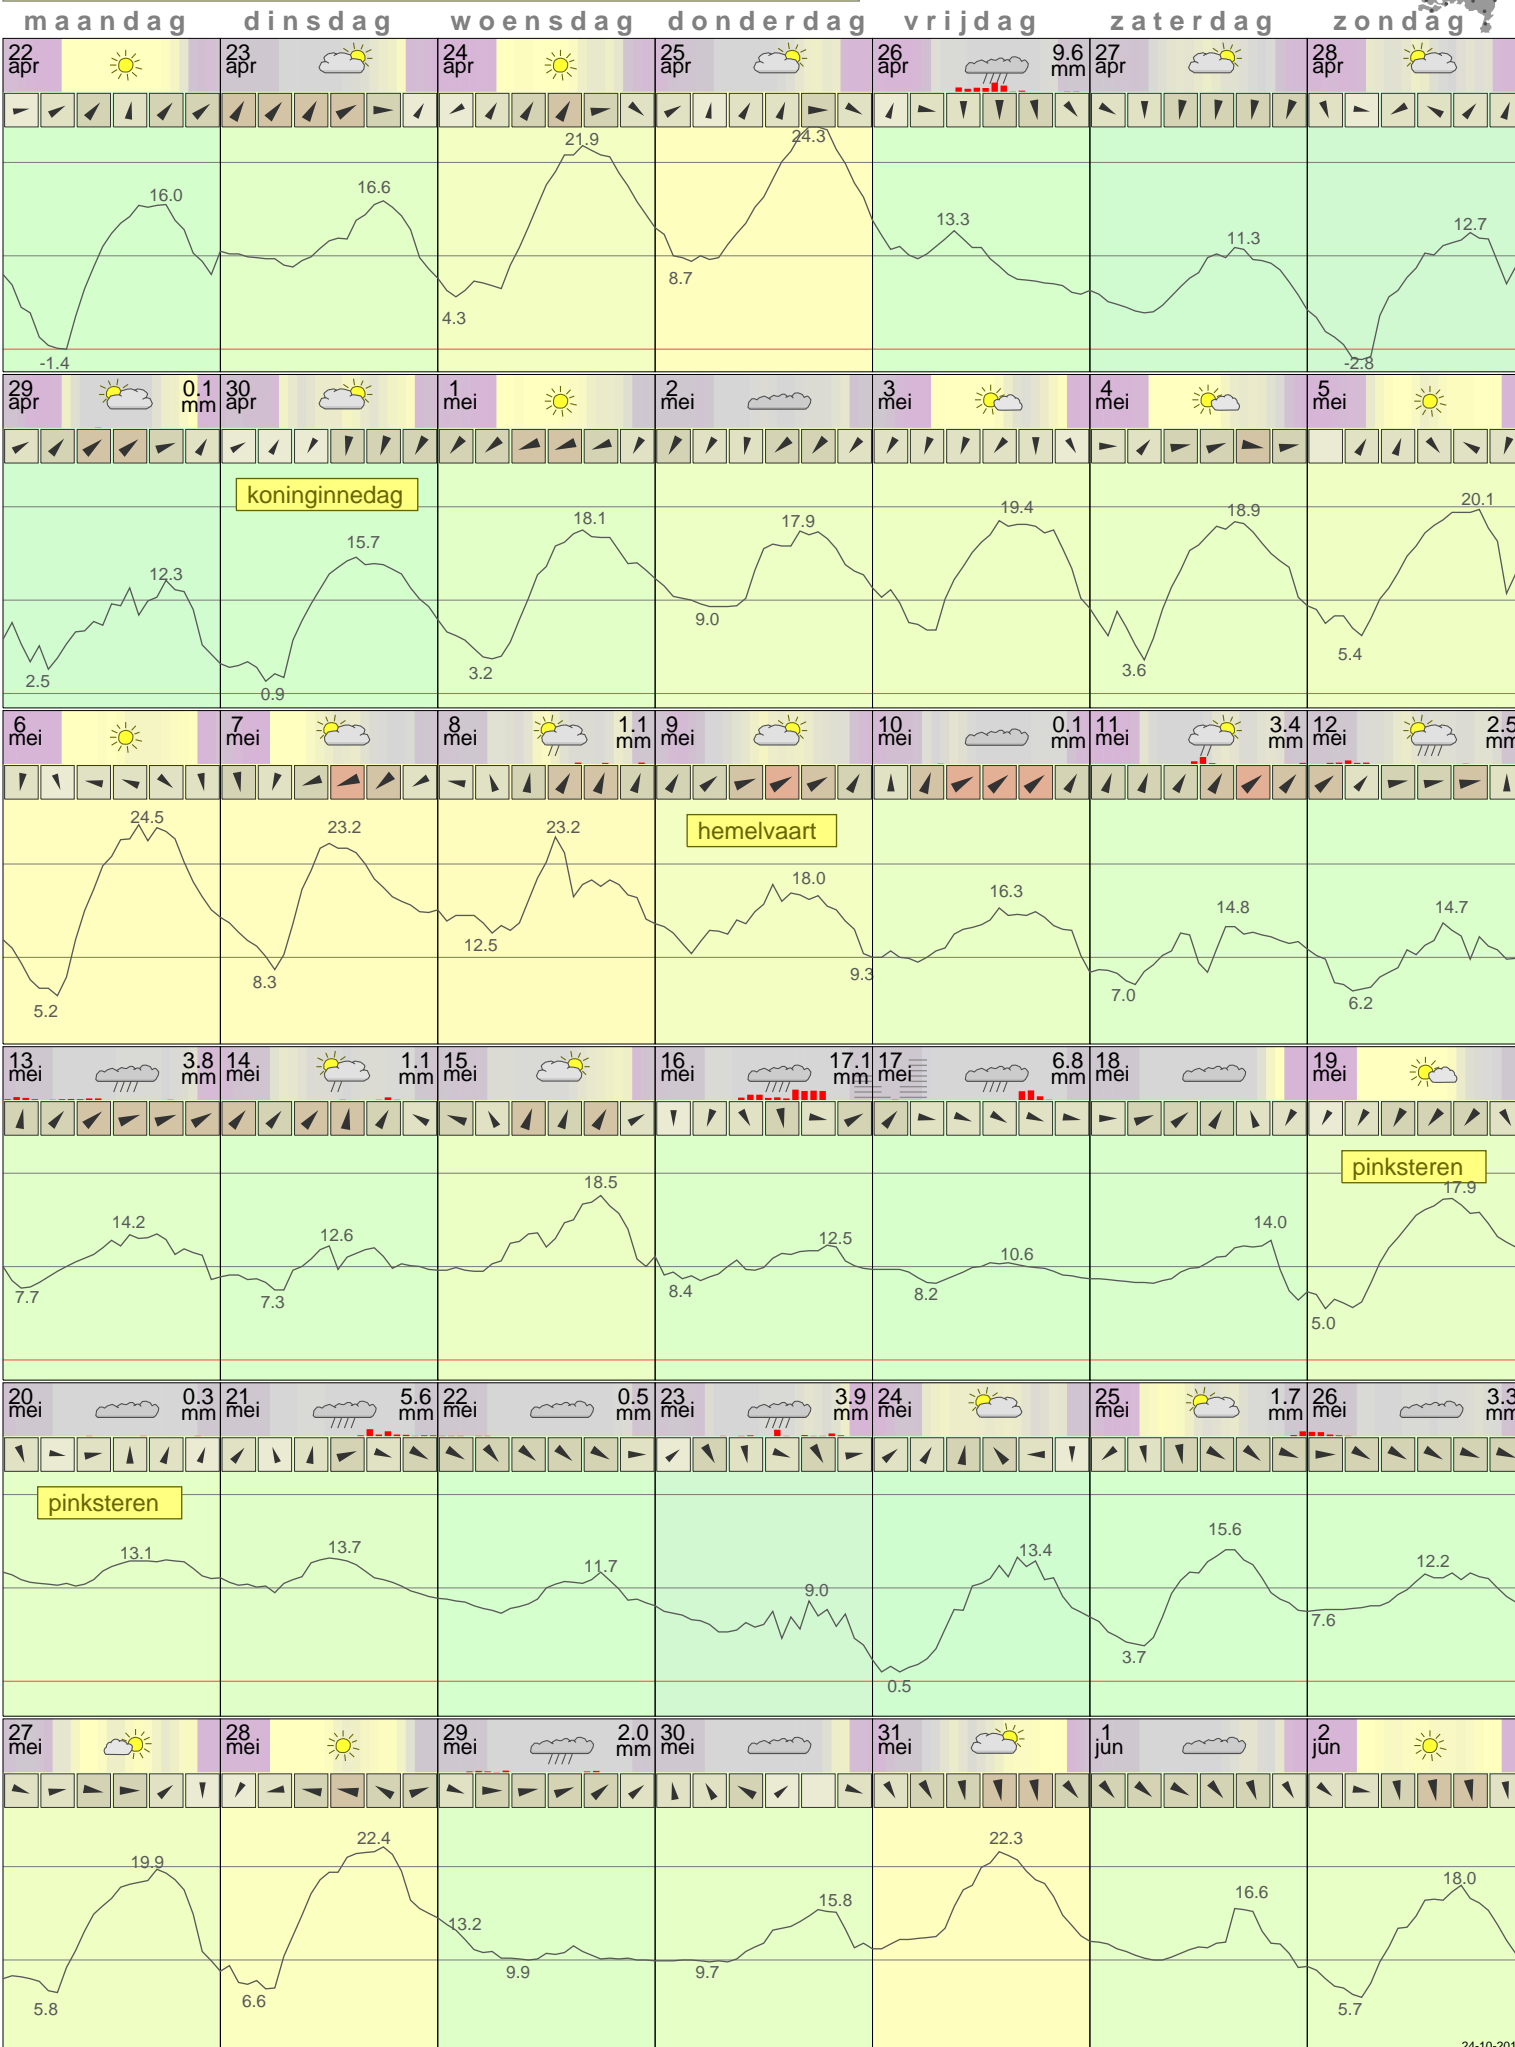 maandag dinsdag woensdag donderdag vrijdag zaterdag zondag
22 apr 23 apr 24 apr 25 apr 26 apr 9.6 mm 27 apr 28 apr
16.0 16.6 21.9 24.3 13.3 11.3 12.7
-1.4 4.3 8.7 -2.8
29 apr 0.1 mm 30 apr 1 mei 2 mei 3 mei 4 mei 5 mei
koninginnedag
12.3 15.7 18.1 17.9 19.4 18.9 20.1
2.5 0.9 3.2 9.0 3.6 5.4
6 mei 7 mei 8 mei 1.1 mm 9 mei 10 mei 0.1 mm 11 mei 3.4 mm 12 mei 2.5 mm
hemelvaart
24.5 23.2 23.2 18.0 16.3 14.8 14.7
5.2 8.3 12.5 9.3 7.0 6.2
13 mei 3.8 mm 14 mei 1.1 mm 15 mei 16 mei 17.1 mm 17 mei 6.8 mm 18 mei 19 mei
pinksteren
14.2 12.6 18.5 12.5 10.6 14.0 17.9
7.7 7.3 8.4 8.2 5.0
20 mei 0.3 mm 21 mei 5.6 mm 22 mei 0.5 mm 23 mei 3.9 mm 24 mei 25 mei 1.7 mm 26 mei 3.3 mm
pinksteren
13.1 13.7 11.7 9.0 13.4 15.6 12.2
0.5 3.7 7.6
27 mei 28 mei 29 mei 2.0 mm 30 mei 31 mei 1 jun 2 jun
19.9 22.4 13.2 15.8 22.3 16.6 18.0
5.8 6.6 9.9 9.7 5.7